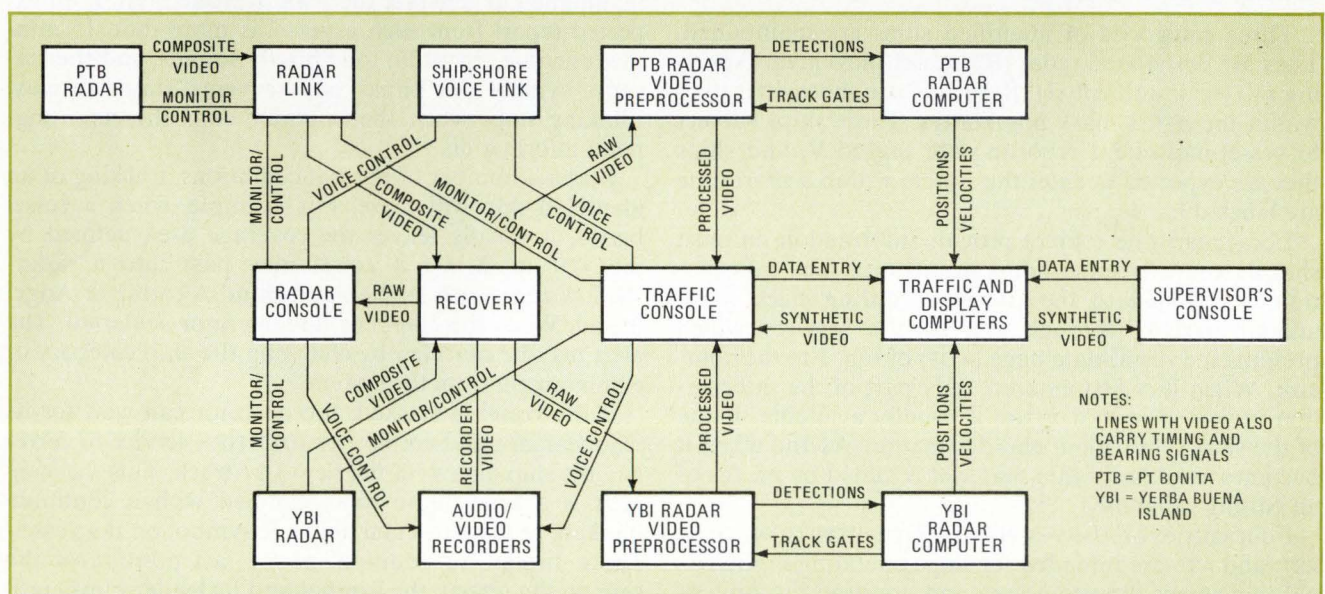 PTB
RADAR
COMPOSITE
VIDEO
MONITOR
CONTROL
RADAR
LINK
SHIP-SHORE
VOICE LINK
PTB RADAR
VIDEO
PREPROCESSOR
DETECTIONS
TRACK GATES
PTB
RADAR
COMPUTER
MONITOR/
CONTROL
VOICE CONTROL
COMPOSITE
VIDEO
MONITOR/CONTROL
RAW
VIDEO
VOICE
CONTROL
PROCESSED
VIDEO
POSITIONS
VELOCITIES
RADAR
CONSOLE
RAW
VIDEO
RECOVERY
TRAFFIC
CONSOLE
DATA ENTRY
SYNTHETIC
VIDEO
TRAFFIC AND
DISPLAY
COMPUTERS
DATA ENTRY
SYNTHETIC
VIDEO
SUPERVISOR'S
CONSOLE
MONITOR/
CONTROL
VOICE CONTROL
COMPOSITE
VIDEO
MONITOR/CONTROL
RECORDER
VIDEO
RAW
VIDEO
VOICE CONTROL
PROCESSED
VIDEO
POSITIONS
VELOCITIES
YBI
RADAR
AUDIO/
VIDEO
RECORDERS
YBI RADAR
VIDEO
PREPROCESSOR
DETECTIONS
TRACK GATES
YBI
RADAR
COMPUTER
NOTES:
LINES WITH VIDEO ALSO
CARRY TIMING AND
BEARING SIGNALS
PTB = PT BONITA
YBI = YERBA BUENA
ISLAND